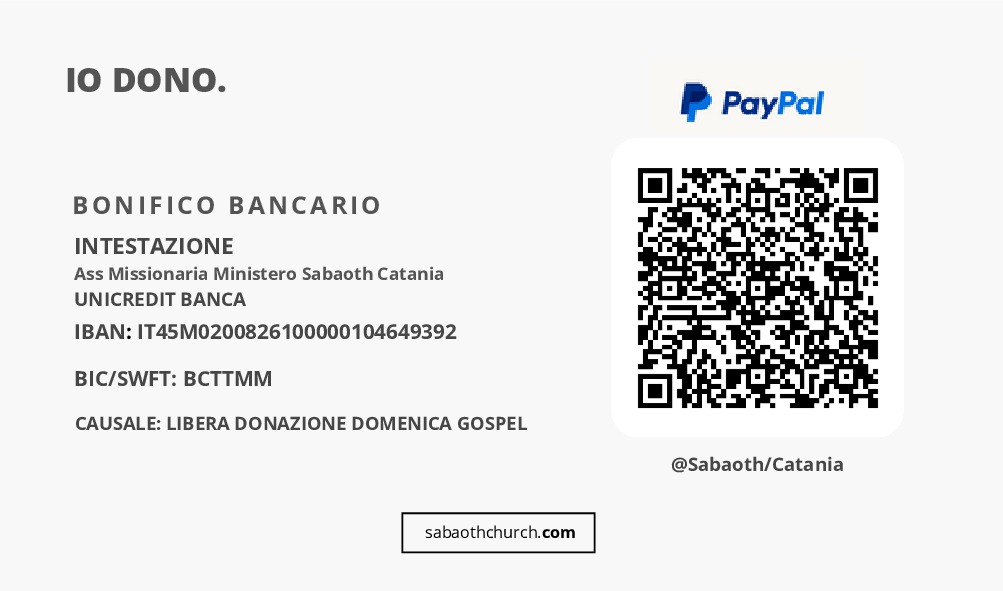 IO DONO.
PayPal
BONIFICO BANCARIO
INTESTAZIONE
Ass Missionaria Ministero Sabaoth Catania
UNICREDIT BANCA
IBAN: IT45M0200826100000104649392
BIC/SWFT: BCTTMM
CAUSALE: LIBERA DONAZIONE DOMENICA GOSPEL
@Sabaoth/Catania
sabaothchurch.com